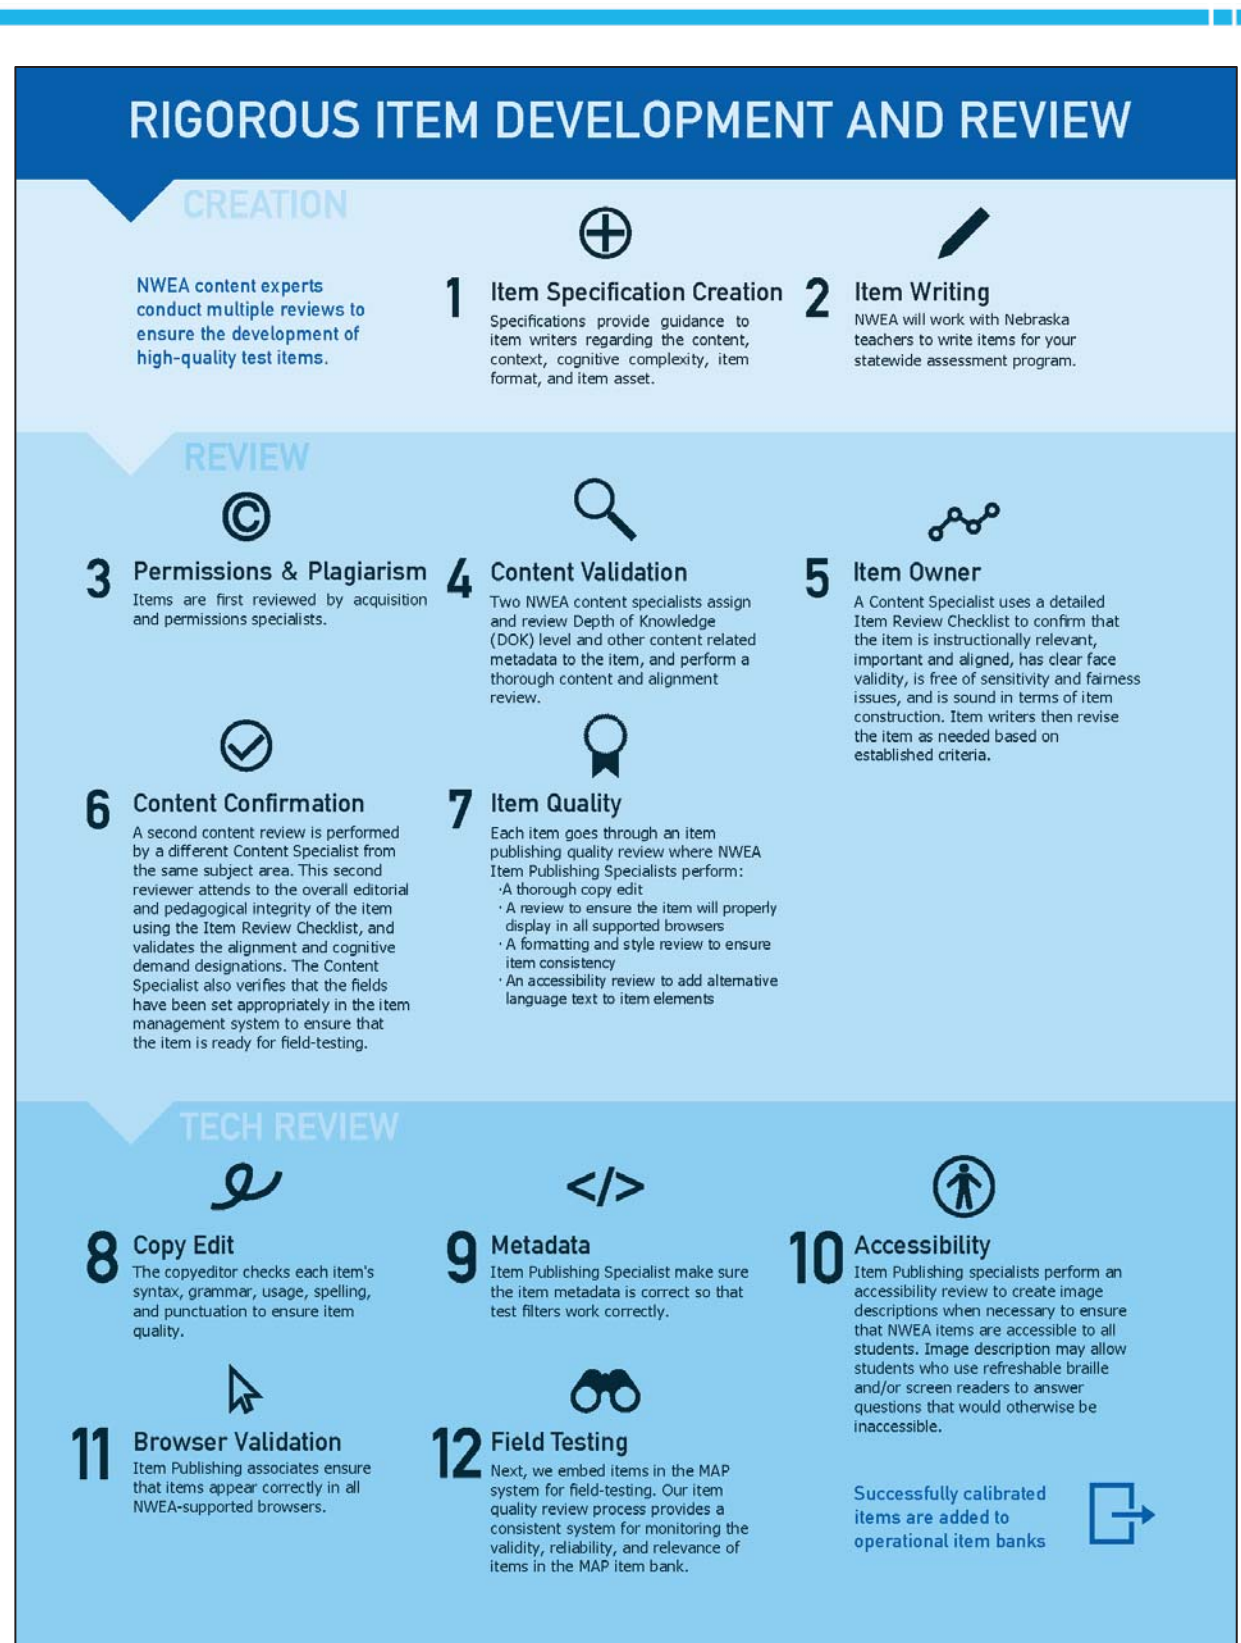 RIGOROUS ITEM DEVELOPMENT AND REVIEW
CREATION
NWEA content experts
conduct multiple reviews to
ensure the development of
high-quality test items.
1 Item Specification Creation
Specifications provide guidance to
item writers regarding the content,
context, cognitive complexity, item
format, and item asset.
2 Item Writing
NWEA will work with Nebraska
teachers to write items for your
statewide assessment program.
REVIEW
©
3 Permissions & Plagiarism
Items are first reviewed by acquisition
and permissions specialists.
4 Content Validation
Two NWEA content specialists assign
and review Depth of Knowledge
(DOK) level and other content related
metadata to the item, and perform a
thorough content and alignment
review.
5 Item Owner
A Content Specialist uses a detailed
Item Review Checklist to confirm that
the item is instructionally relevant,
important and aligned, has clear face
validity, is free of sensitivity and fairness
issues, and is sound in terms of item
construction. Item writers then revise
the item as needed based on
established criteria.
6 Content Confirmation
A second content review is performed
by a different Content Specialist from
the same subject area. This second
reviewer attends to the overall editorial
and pedagogical integrity of the item
using the Item Review Checklist, and
validates the alignment and cognitive
demand designations. The Content
Specialist also verifies that the fields
have been set appropriately in the item
management system to ensure that
the item is ready for field-testing.
7 Item Quality
Each item goes through an item
publishing quality review where NWEA
Item Publishing Specialists perform:
·A thorough copy edit
· A review to ensure the item will properly
display in all supported browsers
· A formatting and style review to ensure
item consistency
· An accessibility review to add alternative
language text to item elements
TECH REVIEW
8 Copy Edit
The copyeditor checks each item's
syntax, grammar, usage, spelling,
and punctuation to ensure item
quality.
</>
9 Metadata
Item Publishing Specialist make sure
the item metadata is correct so that
test filters work correctly.
10 Accessibility
Item Publishing specialists perform an
accessibility review to create image
descriptions when necessary to ensure
that NWEA items are accessible to all
students. Image description may allow
students who use refreshable braille
and/or screen readers to answer
questions that would otherwise be
inaccessible.
11 Browser Validation
Item Publishing associates ensure
that items appear correctly in all
NWEA-supported browsers.
12 Field Testing
Next, we embed items in the MAP
system for field-testing. Our item
quality review process provides a
consistent system for monitoring the
validity, reliability, and relevance of
items in the MAP item bank.
Successfully calibrated
items are added to
operational item banks